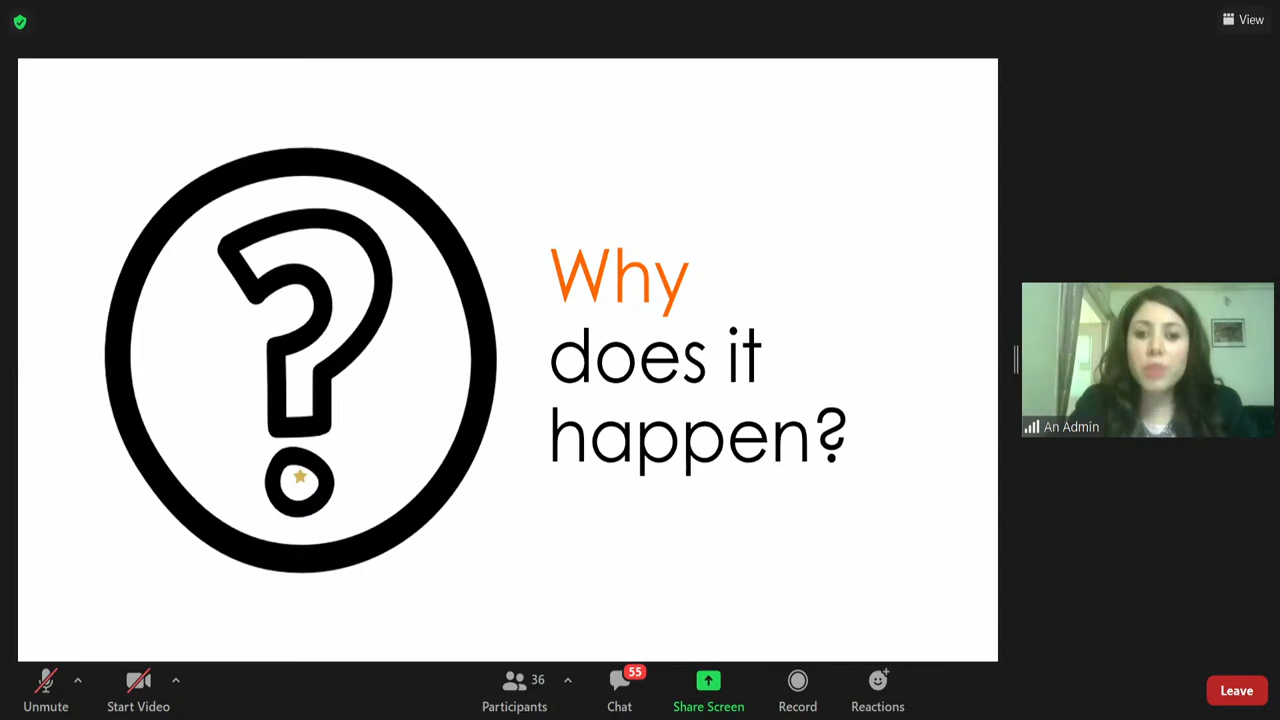 View
Why
does it
happen?
An Admin
36
55
Unmute
Start Video
Participants
Chat
Share Screen
Record
Reactions
Leave